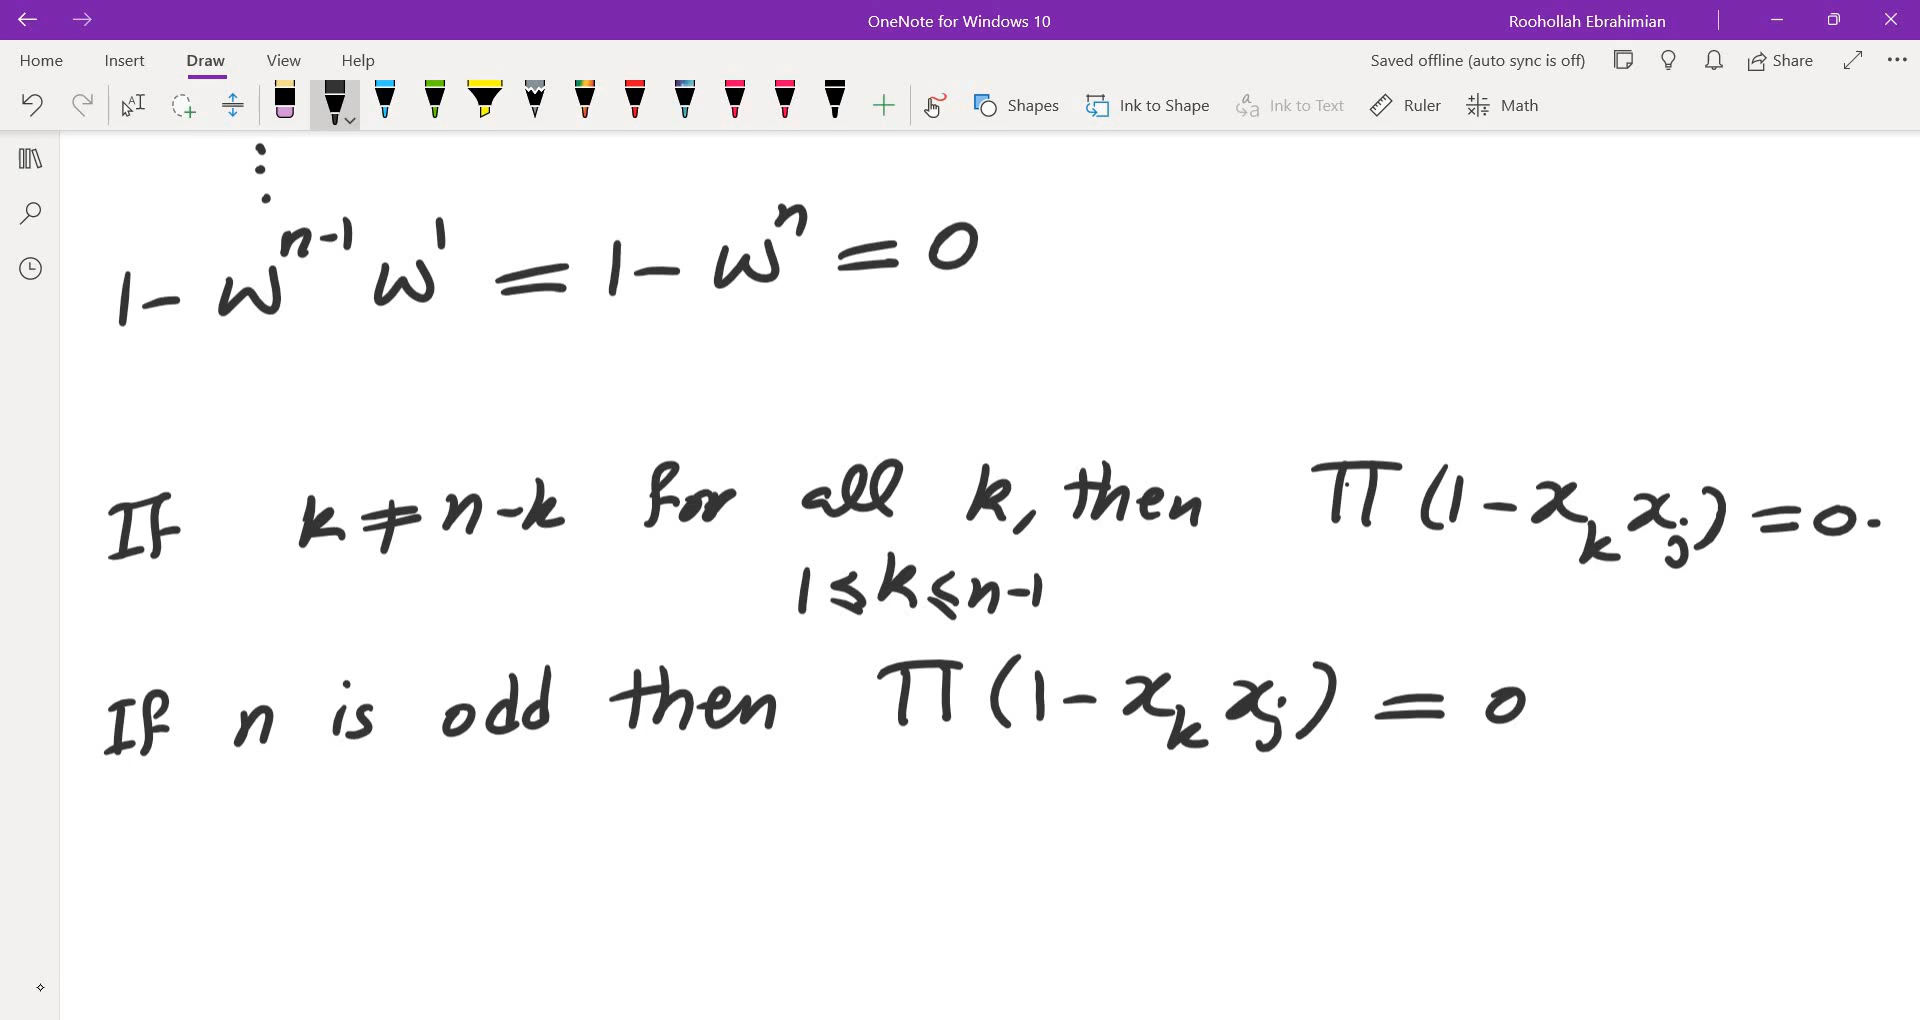 OneNote for Windows 10
Roohollah Ebrahimian
Home Insert Draw View Help
Saved offline (auto sync is off) Share
Shapes Ink to Shape Ink to Text Ruler Math
⋮
1 - ω^{n-1} ω^1 = 1 - ω^n = 0
If k ≠ n-k for all k, then Π (1 - x_k x_j) = 0.
1 ≤ k ≤ n-1
If n is odd then Π (1 - x_k x_j) = 0